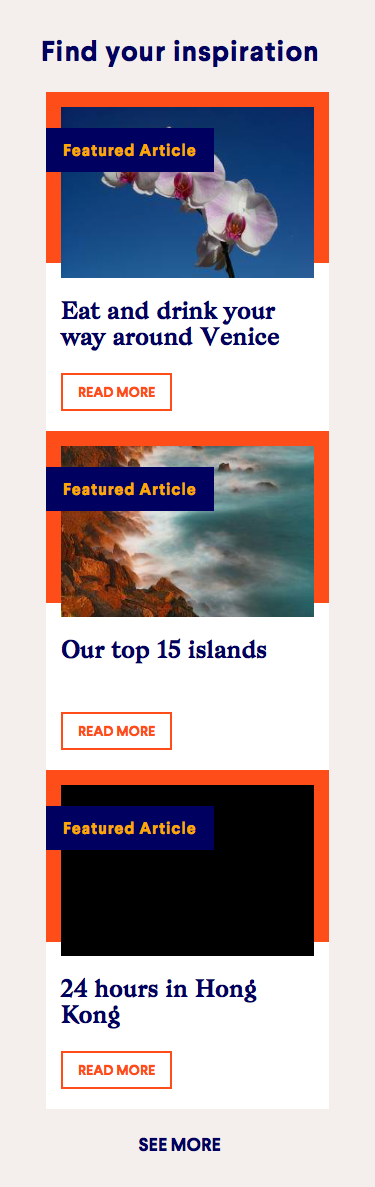 Find your inspiration
Featured Article
Eat and drink your
way around Venice
READ MORE
Featured Article
Our top 15 islands
READ MORE
Featured Article
24 hours in Hong
Kong
READ MORE
SEE MORE